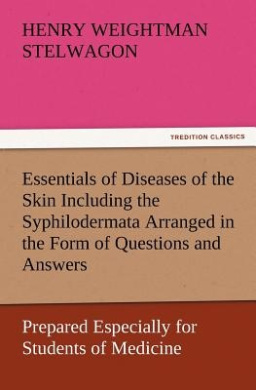 HENRY WEIGHTMAN
STELWAGON
TREDITION CLASSICS
Essentials of Diseases of the
Skin Including the
Syphilodermata Arranged in
the Form of Questions and
Answers
Prepared Especially for
Students of Medicine